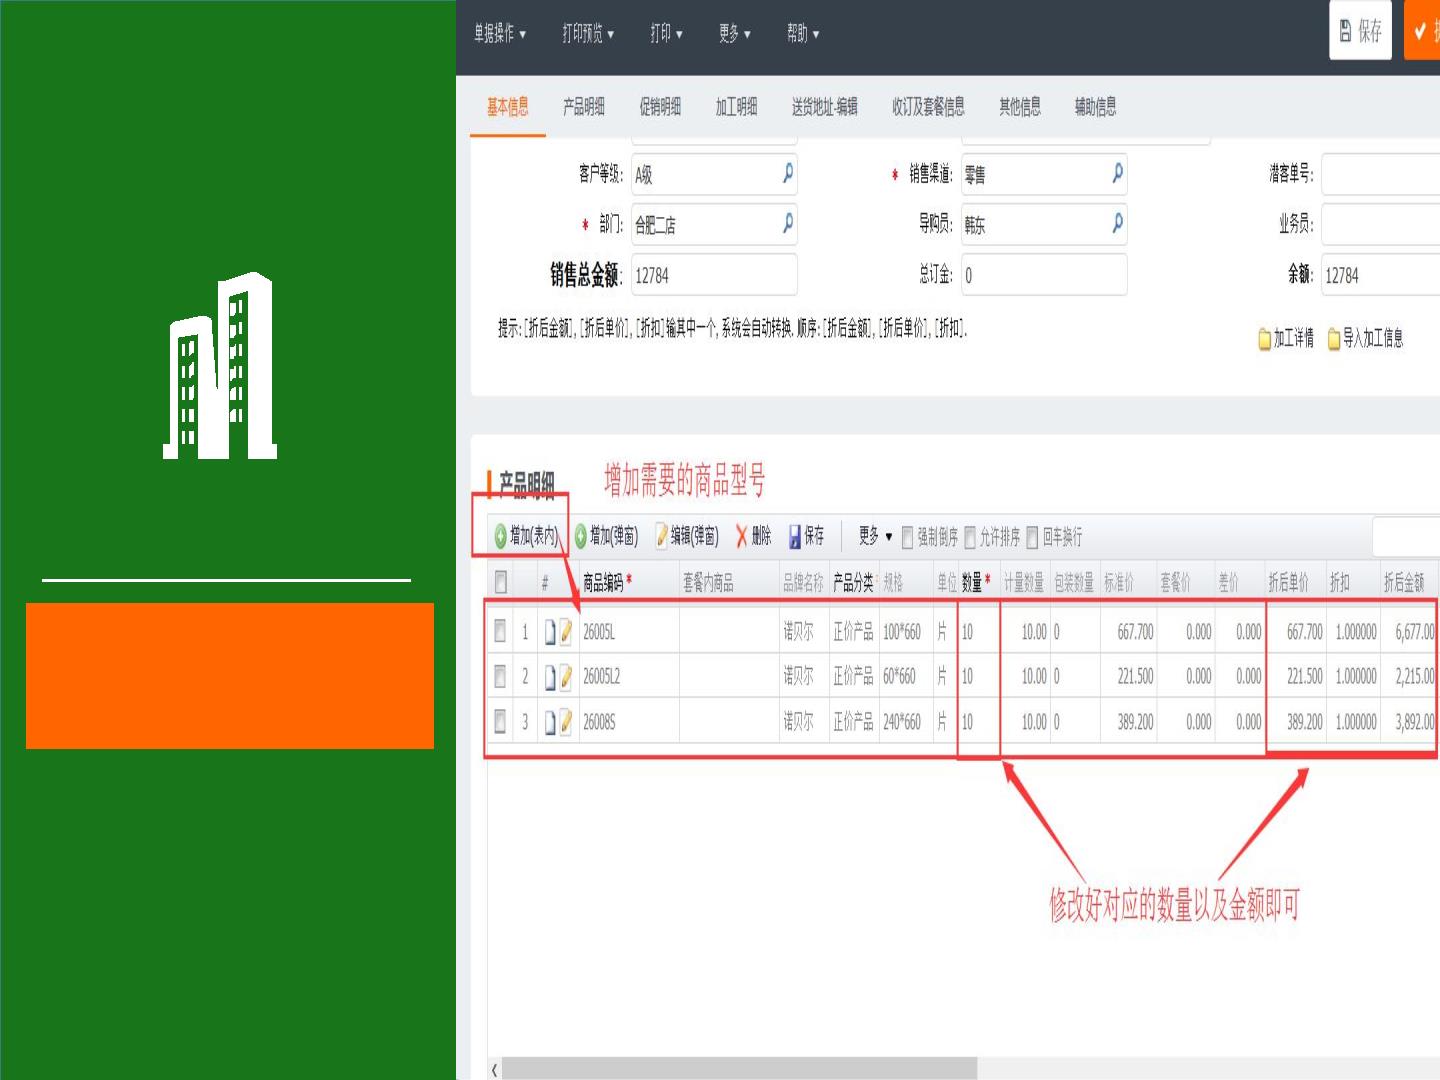 单据操作 ▼ 打印预览 ▼ 打印 ▼ 更多 ▼ 帮助 ▼ 保存
基本信息 产品明细 促销明细 加工明细 送货地址-编辑 收订及套餐信息 其他信息 辅助信息
客户等级: A级 * 销售渠道: 零售 潜客单号:
* 部门: 合肥二店 导购员: 韩东 业务员:
销售总金额: 12784 总订金: 0 余额: 12784
提示:[折后金额],[折后单价],[折扣]输其中一个,系统会自动转换.顺序:[折后金额],[折后单价],[折扣].
加工详情 导入加工信息
产品明细 增加需要的商品型号
增加(表内) 增加(弹窗) 编辑(弹窗) 删除 保存 更多 ▼ 强制倒序 允许排序 回车换行
# 商品编码 * 套餐内商品 品牌名称 产品分类 规格 单位 数量 * 计量数量 包装数量 标准价 套餐价 差价 折后单价 折扣 折后金额
1 26005L 诺贝尔 正价产品 100*660 片 10 10.00 0 667.700 0.000 0.000 667.700 1.000000 6,677.00
2 26005L2 诺贝尔 正价产品 60*660 片 10 10.00 0 221.500 0.000 0.000 221.500 1.000000 2,215.00
3 26008S 诺贝尔 正价产品 240*660 片 10 10.00 0 389.200 0.000 0.000 389.200 1.000000 3,892.00
修改好对应的数量以及金额即可